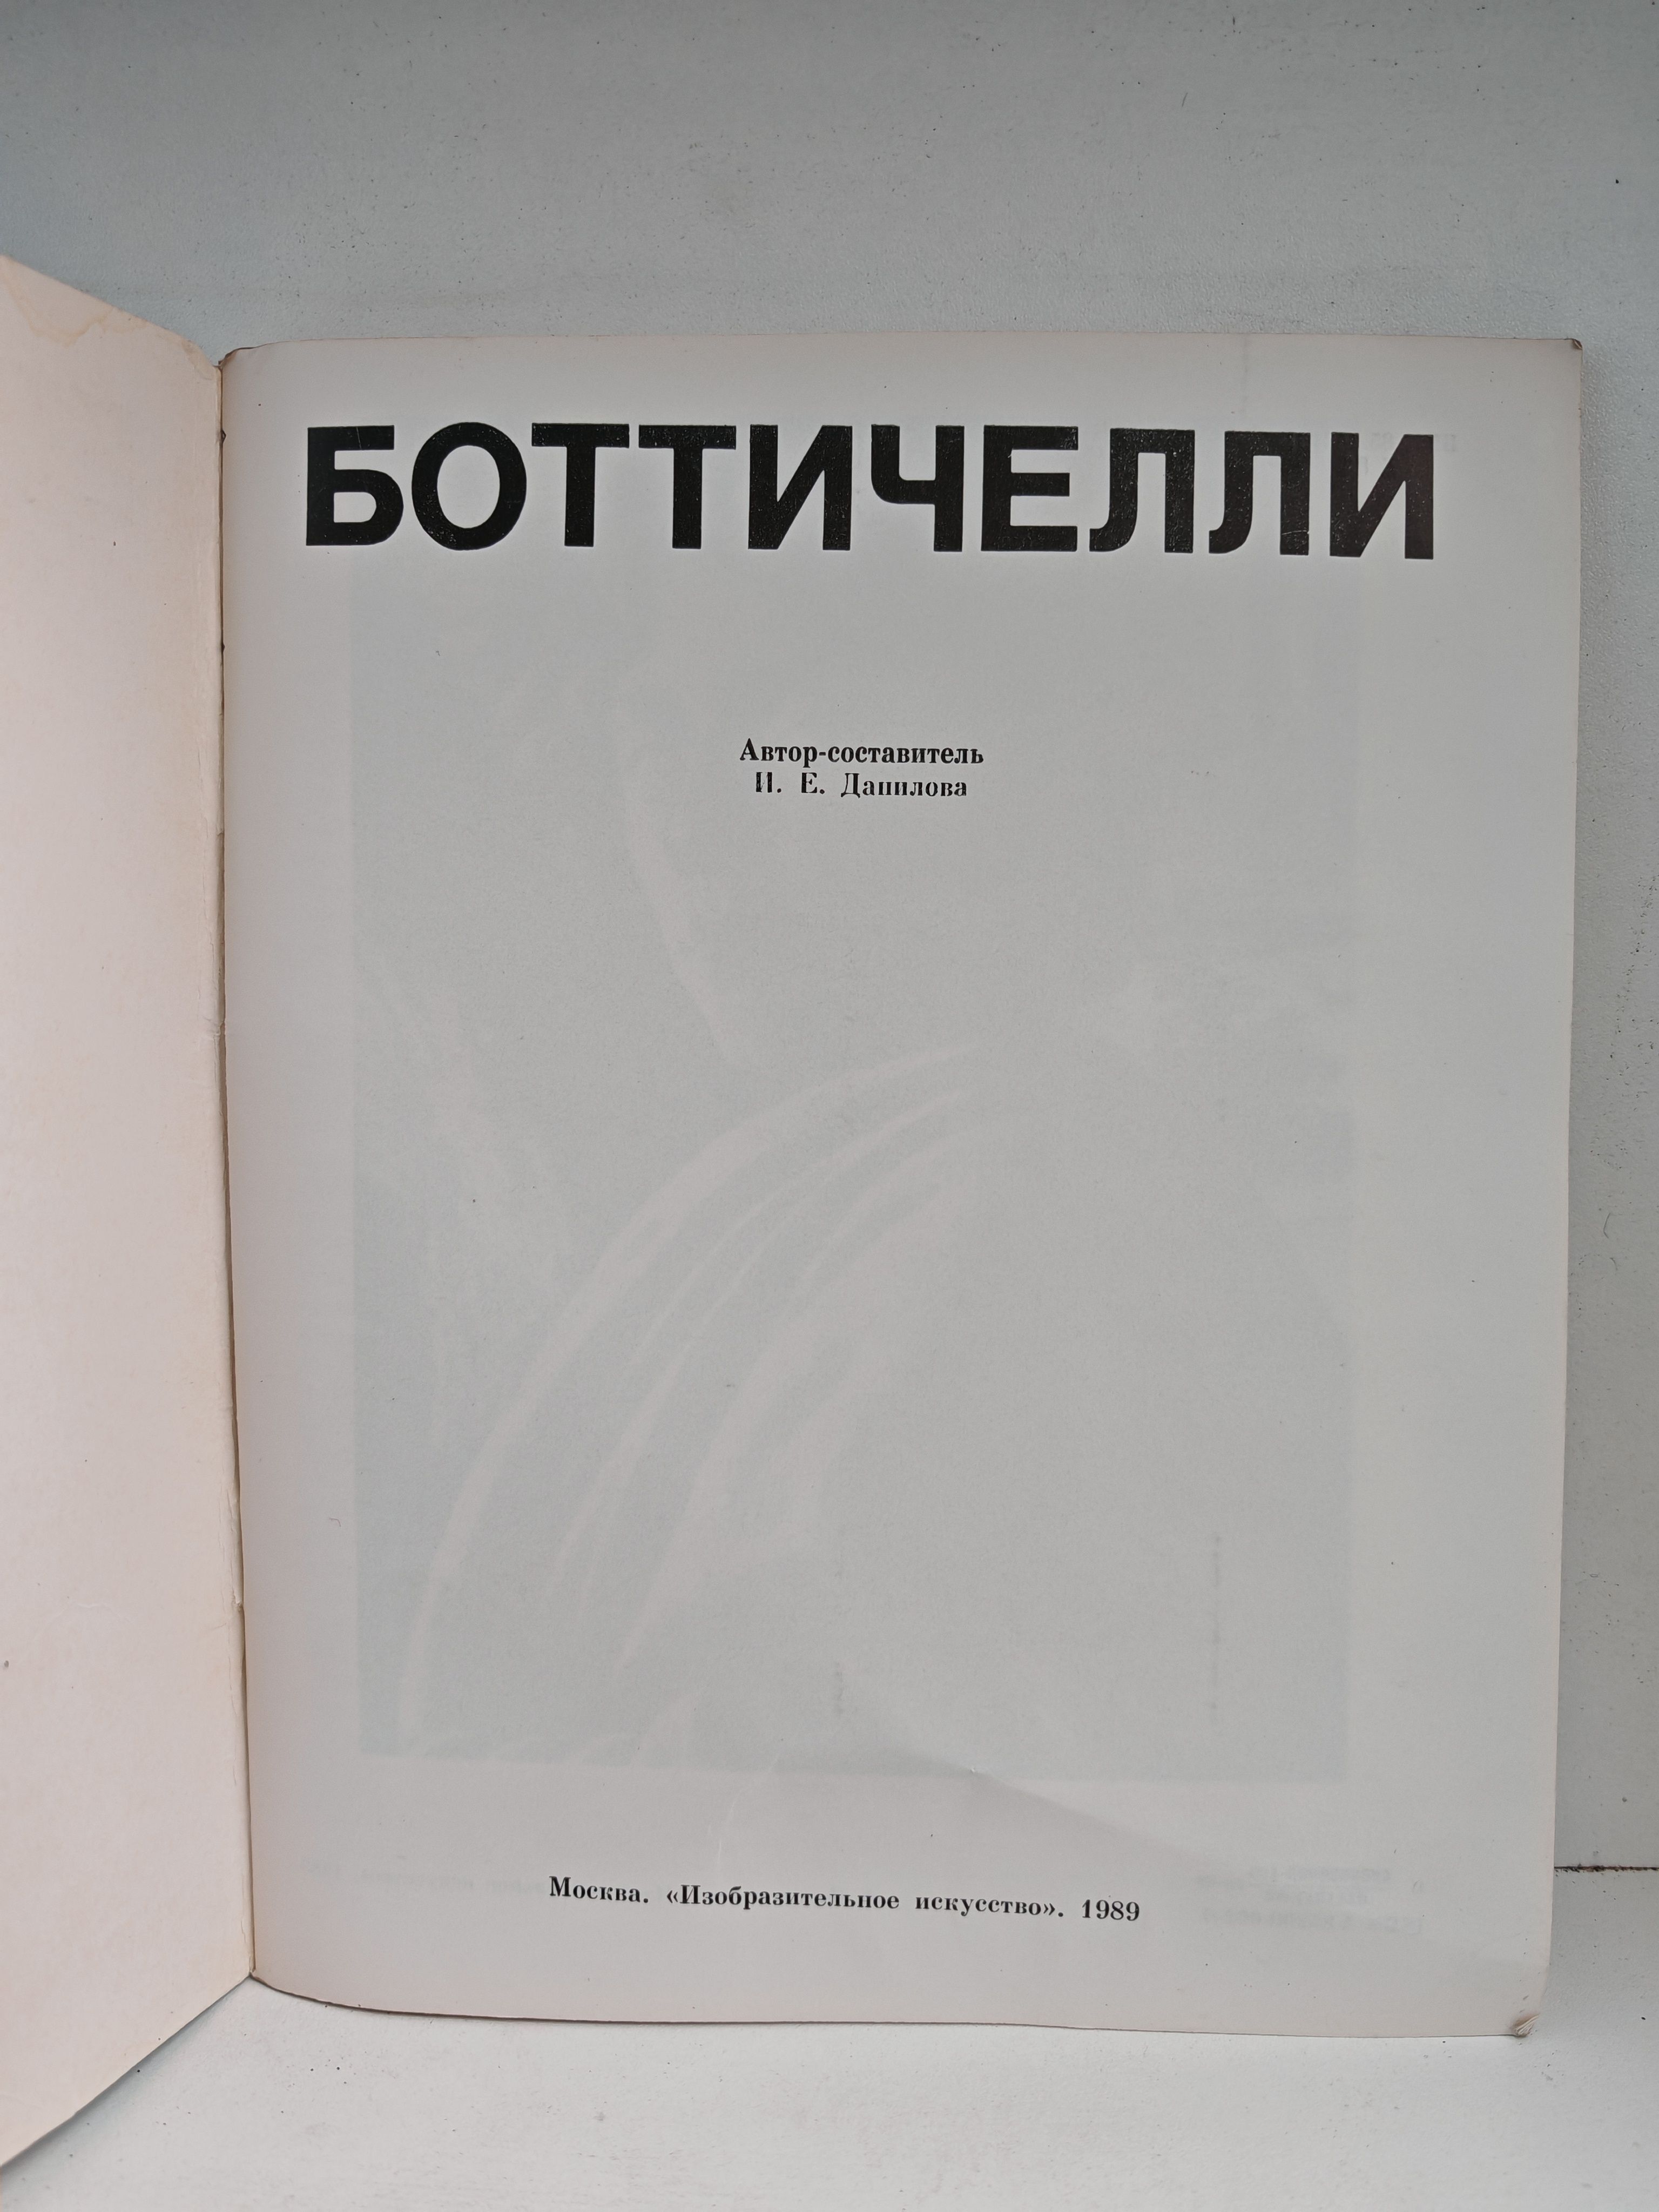 БОТТИЧЕЛЛИ
Автор-составитель
И. Е. Данилова
Москва. «Изобразительное искусство». 1989